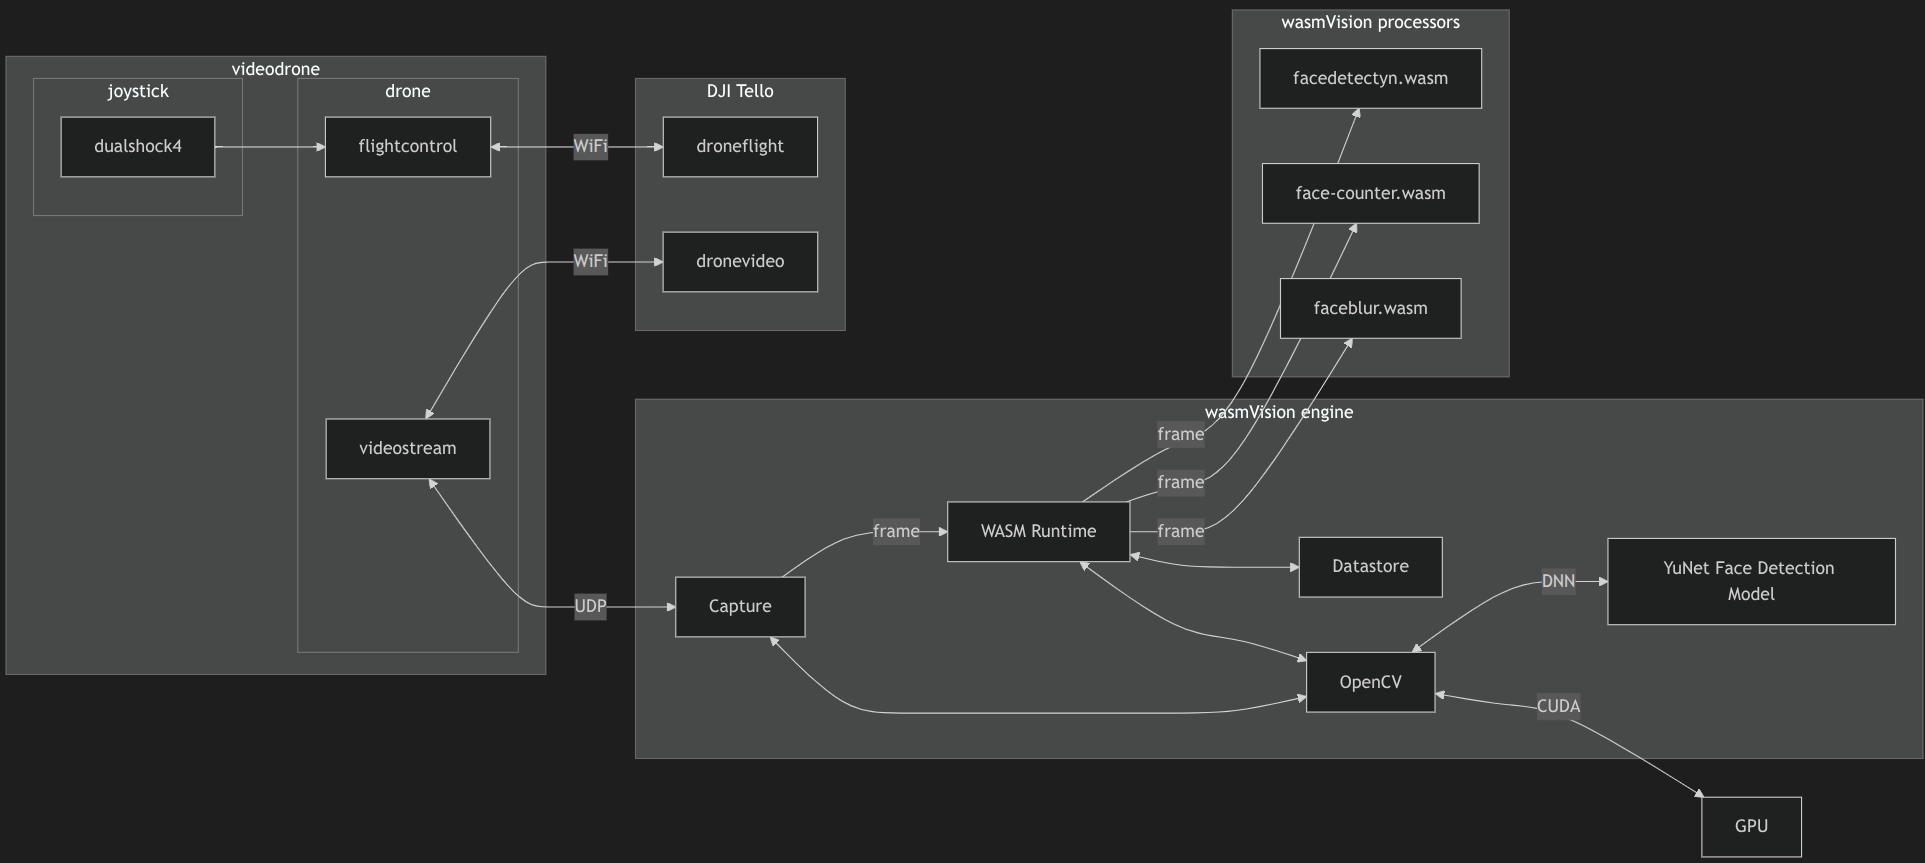 videodrone
joystick
dualshock4
drone
flightcontrol
videostream
WiFi
WiFi
UDP
DJI Tello
droneflight
dronevideo
wasmVision processors
facedetectyn.wasm
face-counter.wasm
faceblur.wasm
wasmVision engine
frame
frame
frame
frame
WASM Runtime
Capture
Datastore
OpenCV
DNN
YuNet Face Detection
Model
CUDA
GPU